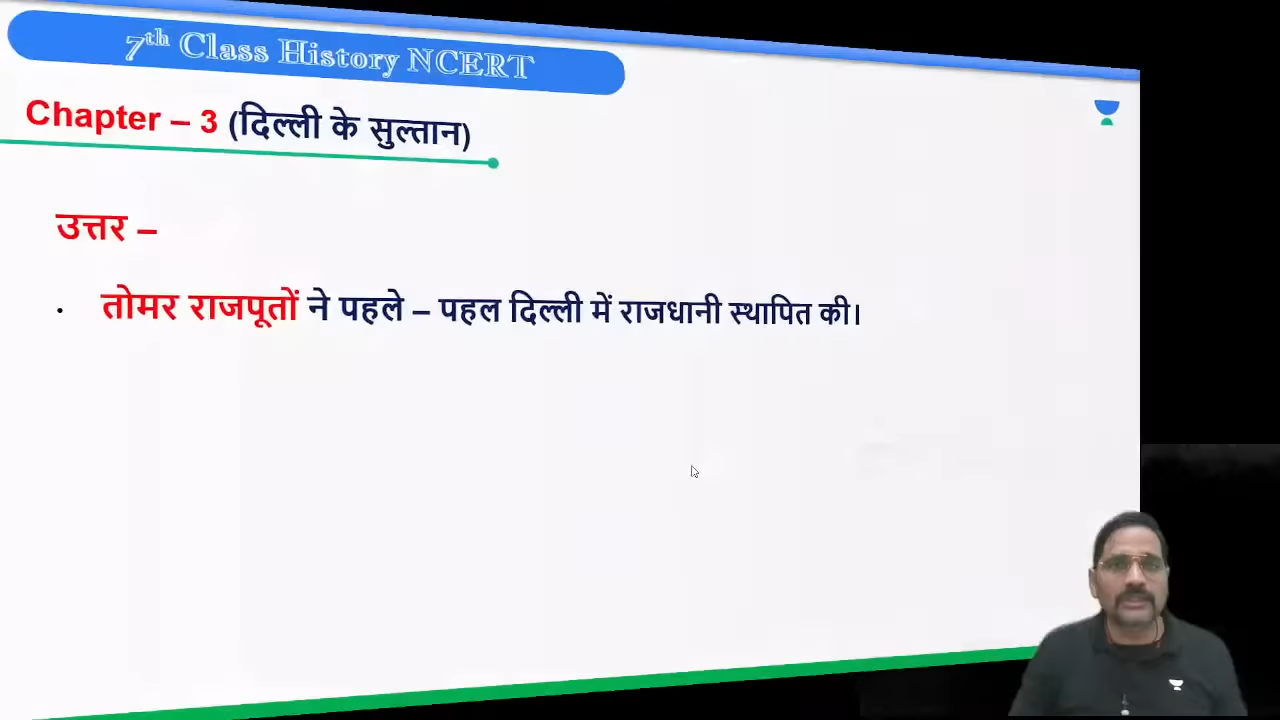 7th Class History NCERT
Chapter – 3 (दिल्ली के सुल्तान)
उत्तर –
• तोमर राजपूतों ने पहले – पहल दिल्ली में राजधानी स्थापित की।